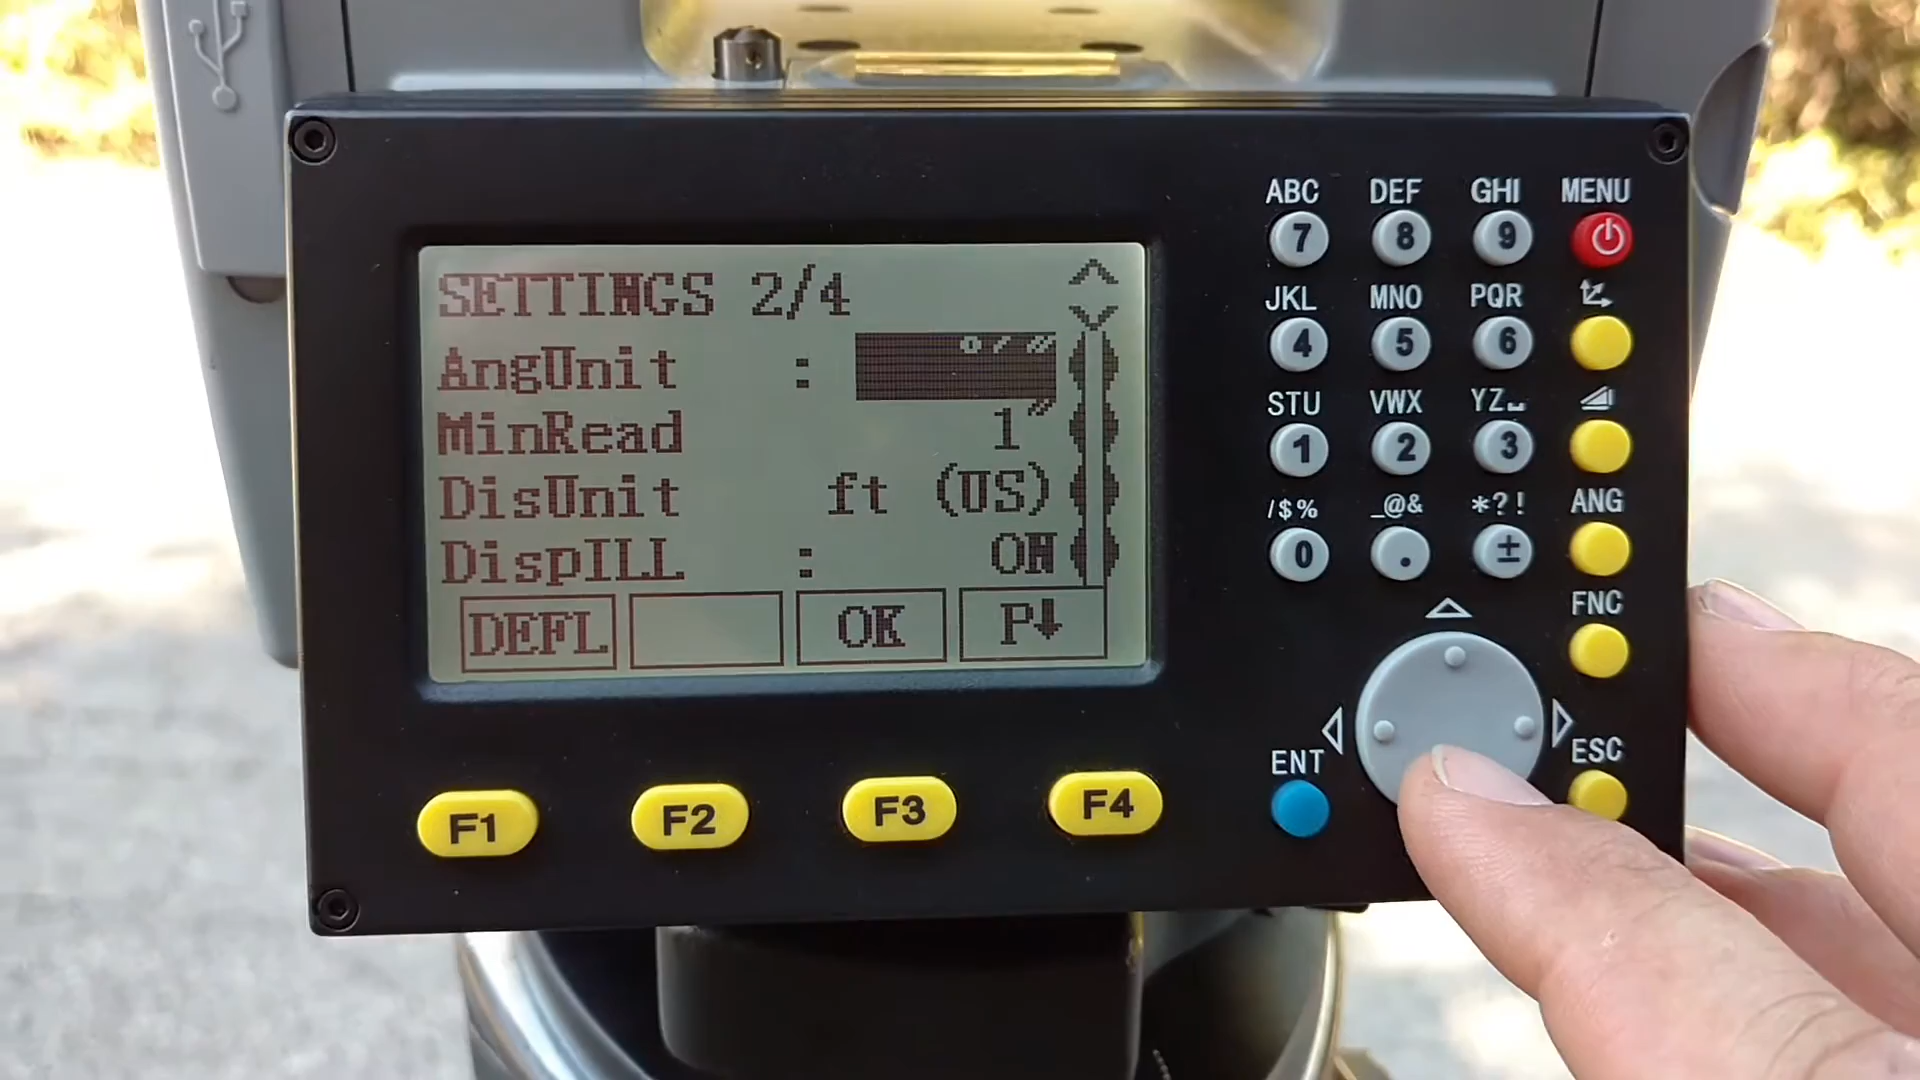 SETTINGS 2/4
AngUnit : ° ′ ″
MinRead 1″
DisUnit ft (US)
DispILL : ON
DEFL OK P↓
F1 F2 F3 F4
ABC DEF GHI MENU
7 8 9
JKL MNO PQR
4 5 6
STU VWX YZ␣
1 2 3
/$% _@& *?! ANG
0 . ±
FNC
ENT ESC